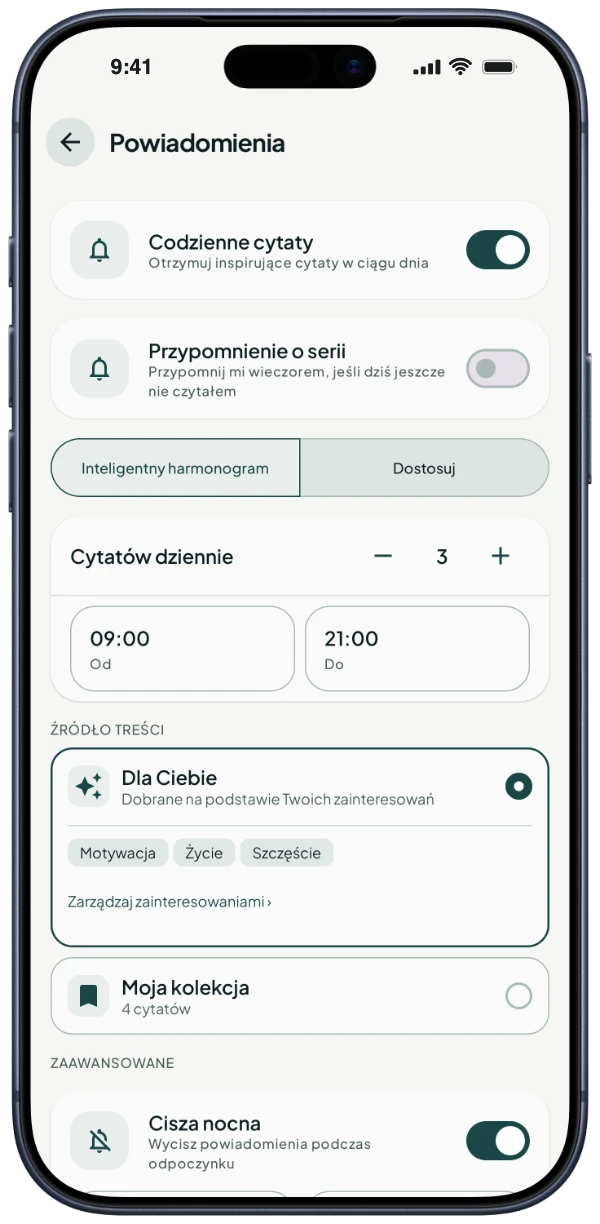 9:41
Powiadomienia
Codzienne cytaty
Otrzymuj inspirujące cytaty w ciągu dnia
Przypomnienie o serii
Przypomnij mi wieczorem, jeśli dziś jeszcze
nie czytałem
Inteligentny harmonogram
Dostosuj
Cytatów dziennie
3
09:00
Od
21:00
Do
ŹRÓDŁO TREŚCI
Dla Ciebie
Dobrane na podstawie Twoich zainteresowań
Motywacja
Życie
Szczęście
Zarządzaj zainteresowaniami ›
Moja kolekcja
4 cytatów
ZAAWANSOWANE
Cisza nocna
Wycisz powiadomienia podczas
odpoczynku